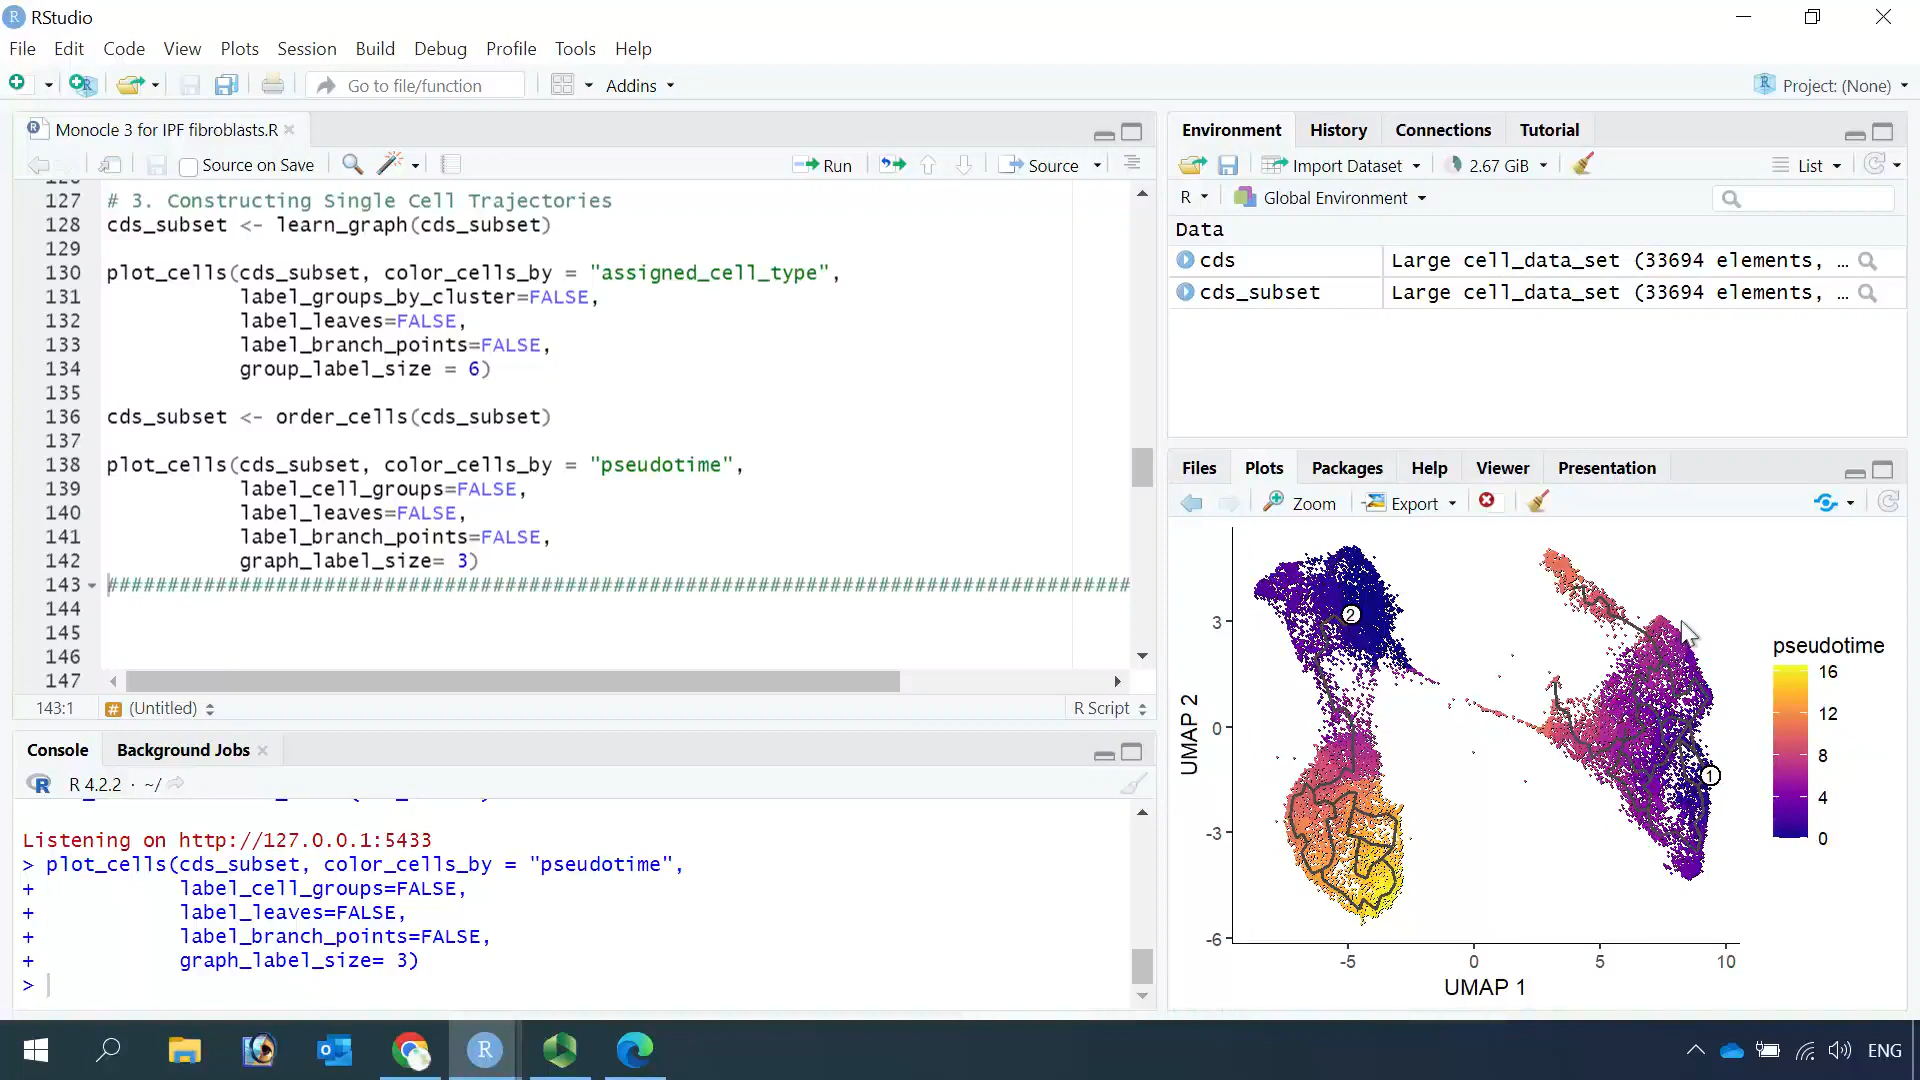 RStudio
File Edit Code View Plots Session Build Debug Profile Tools Help
Go to file/function Addins Project: (None)
Monocle 3 for IPF fibroblasts.R
Source on Save Run Source
127 # 3. Constructing Single Cell Trajectories
128 cds_subset <- learn_graph(cds_subset)
129
130 plot_cells(cds_subset, color_cells_by = "assigned_cell_type",
131 label_groups_by_cluster=FALSE,
132 label_leaves=FALSE,
133 label_branch_points=FALSE,
134 group_label_size = 6)
135
136 cds_subset <- order_cells(cds_subset)
137
138 plot_cells(cds_subset, color_cells_by = "pseudotime",
139 label_cell_groups=FALSE,
140 label_leaves=FALSE,
141 label_branch_points=FALSE,
142 graph_label_size= 3)
143 #####################################################################################
144
145
146
147
143:1 # (Untitled) R Script
Console Background Jobs
R 4.2.2 · ~/
Listening on http://127.0.0.1:5433
> plot_cells(cds_subset, color_cells_by = "pseudotime",
+ label_cell_groups=FALSE,
+ label_leaves=FALSE,
+ label_branch_points=FALSE,
+ graph_label_size= 3)
>
Environment History Connections Tutorial
Import Dataset 2.67 GiB List
R Global Environment
Data
cds Large cell_data_set (33694 elements, …
cds_subset Large cell_data_set (33694 elements, …
Files Plots Packages Help Viewer Presentation
Zoom Export
3
0
-3
-6
UMAP 2
2
1
-5 0 5 10
UMAP 1
pseudotime
16
12
8
4
0
ENG